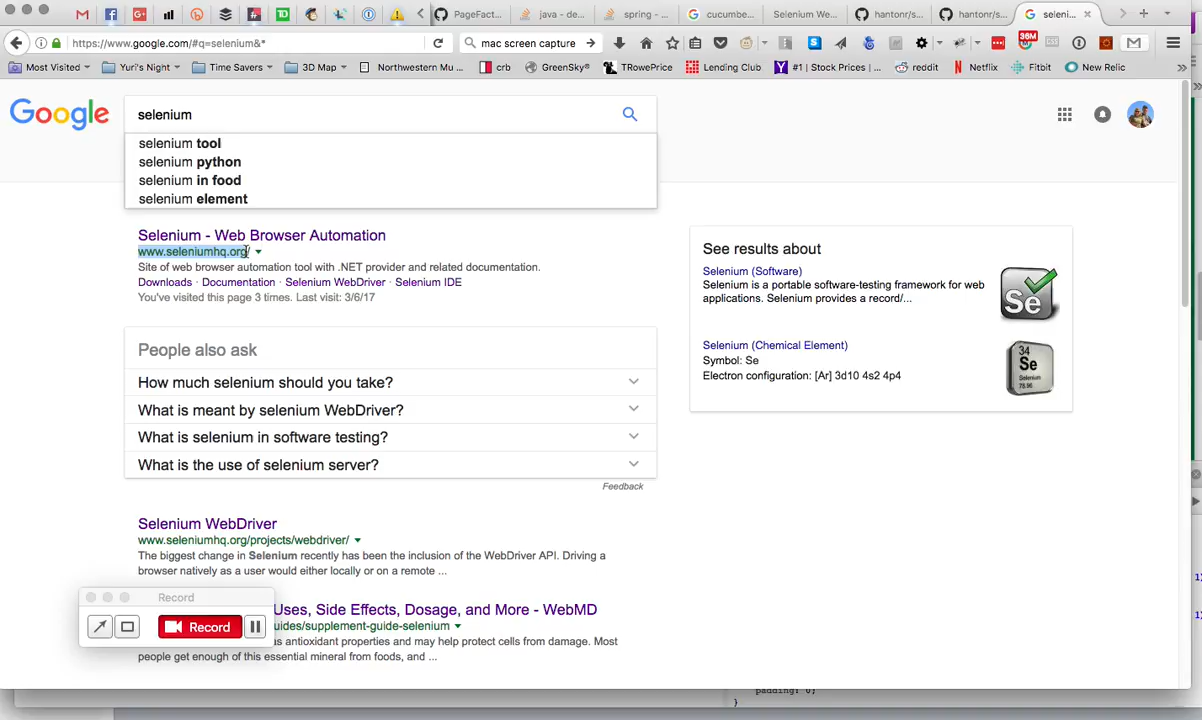 PageFact...
java - de...
spring - ...
cucumbe...
Selenium We...
hantonr/s...
hantonr/s...
seleni...
https://www.google.com/#q=selenium&*
mac screen capture
36M
Most Visited
Yuri's Night
Time Savers
3D Map
Northwestern Mu ...
crb
GreenSky®
TRowePrice
Lending Club
#1 | Stock Prices | ...
reddit
Netflix
Fitbit
New Relic
Google
selenium
selenium tool
selenium python
selenium in food
selenium element
Selenium - Web Browser Automation
www.seleniumhq.org/
Site of web browser automation tool with .NET provider and related documentation.
Downloads · Documentation · Selenium WebDriver · Selenium IDE
You've visited this page 3 times. Last visit: 3/6/17
See results about
Selenium (Software)
Selenium is a portable software-testing framework for web
applications. Selenium provides a record/...
Se
Selenium (Chemical Element)
Symbol: Se
Electron configuration: [Ar] 3d10 4s2 4p4
34
Se
Selenium
78.96
People also ask
How much selenium should you take?
What is meant by selenium WebDriver?
What is selenium in software testing?
What is the use of selenium server?
Feedback
Selenium WebDriver
www.seleniumhq.org/projects/webdriver/
The biggest change in Selenium recently has been the inclusion of the WebDriver API. Driving a
browser natively as a user would either locally or on a remote ...
Record
Record
Uses, Side Effects, Dosage, and More - WebMD
uides/supplement-guide-selenium
us antioxidant properties and may help protect cells from damage. Most
people get enough of this essential mineral from foods, and ...
padding: 0;
}